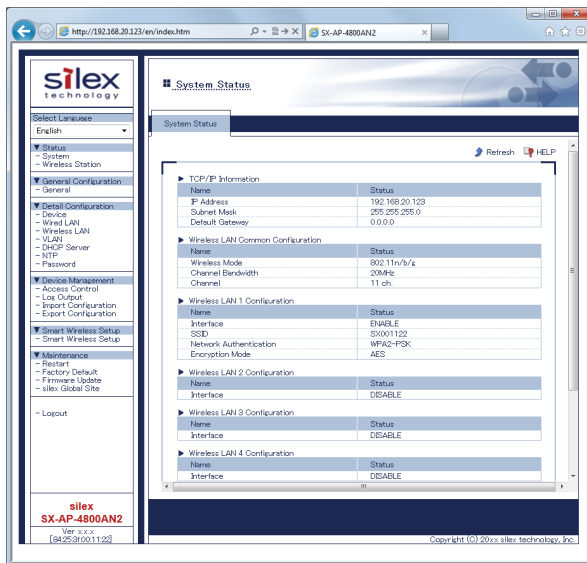 http://192.168.20.123/en/index.htm
SX-AP-4800AN2
silex
technology
Select Language
English
▼ Status
- System
- Wireless Station
▼ General Configuration
- General
▼ Detail Configuration
- Device
- Wired LAN
- Wireless LAN
- VLAN
- DHCP Server
- NTP
- Password
▼ Device Management
- Access Control
- Log Output
- Import Configuration
- Export Configuration
▼ Smart Wireless Setup
- Smart Wireless Setup
▼ Maintenance
- Restart
- Factory Default
- Firmware Update
- silex Global Site
- Logout
silex
SX-AP-4800AN2
Ver x.x.x
[84:25:3f:00:11:22]
System Status
System Status
Refresh HELP
▶ TCP/IP Information
Name Status
IP Address 192.168.20.123
Subnet Mask 255.255.255.0
Default Gateway 0.0.0.0
▶ Wireless LAN Common Configuration
Name Status
Wireless Mode 802.11n/b/g
Channel Bandwidth 20MHz
Channel 11 ch.
▶ Wireless LAN 1 Configuration
Name Status
Interface ENABLE
SSID SX001122
Network Authentication WPA2-PSK
Encryption Mode AES
▶ Wireless LAN 2 Configuration
Name Status
Interface DISABLE
▶ Wireless LAN 3 Configuration
Name Status
Interface DISABLE
▶ Wireless LAN 4 Configuration
Name Status
Interface DISABLE
Copyright (C) 20xx silex technology, Inc.